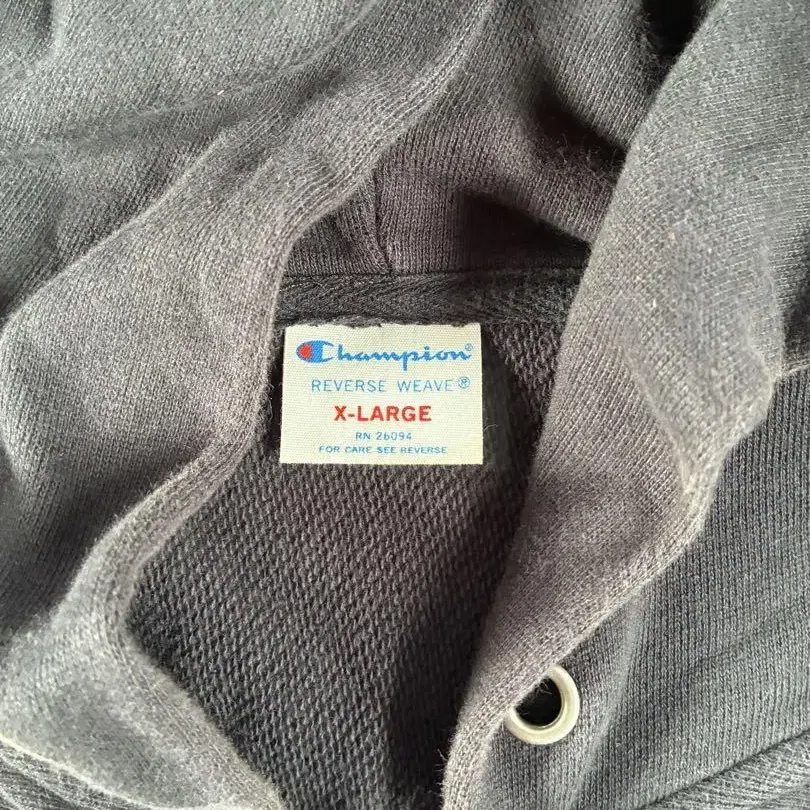 Champion®
REVERSE WEAVE®
X-LARGE
RN 26094
FOR CARE SEE REVERSE